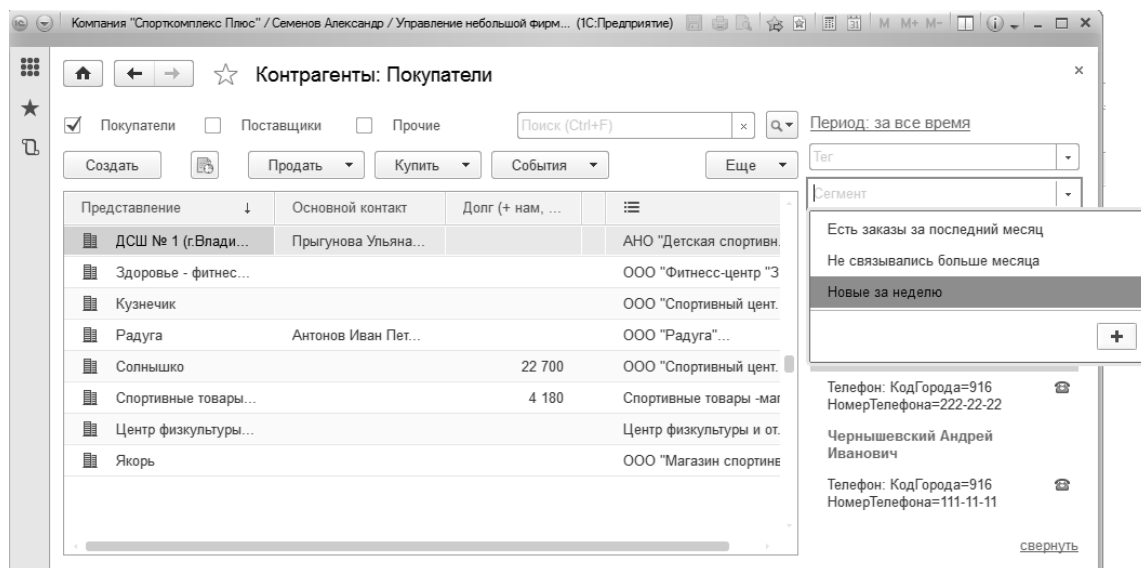 Компания "Спорткомплекс Плюс" / Семенов Александр / Управление небольшой фирм... (1С:Предприятие) M M+ M-
Контрагенты: Покупатели
Покупатели Поставщики Прочие Поиск (Ctrl+F) Период: за все время
Создать Продать Купить События Еще Тег
Сегмент
Представление Основной контакт Долг (+ нам, ...
ДСШ № 1 (г.Влади... Прыгунова Ульяна... АНО "Детская спортивн.
Здоровье - фитнес... ООО "Фитнесс-центр "З
Кузнечик ООО "Спортивный цент.
Радуга Антонов Иван Пет... ООО "Радуга"...
Солнышко 22 700 ООО "Спортивный цент.
Спортивные товары... 4 180 Спортивные товары -маг
Центр физкультуры... Центр физкультуры и от.
Якорь ООО "Магазин спортинв
Есть заказы за последний месяц
Не связывались больше месяца
Новые за неделю
Телефон: КодГорода=916
НомерТелефона=222-22-22
Чернышевский Андрей
Иванович
Телефон: КодГорода=916
НомерТелефона=111-11-11
свернуть